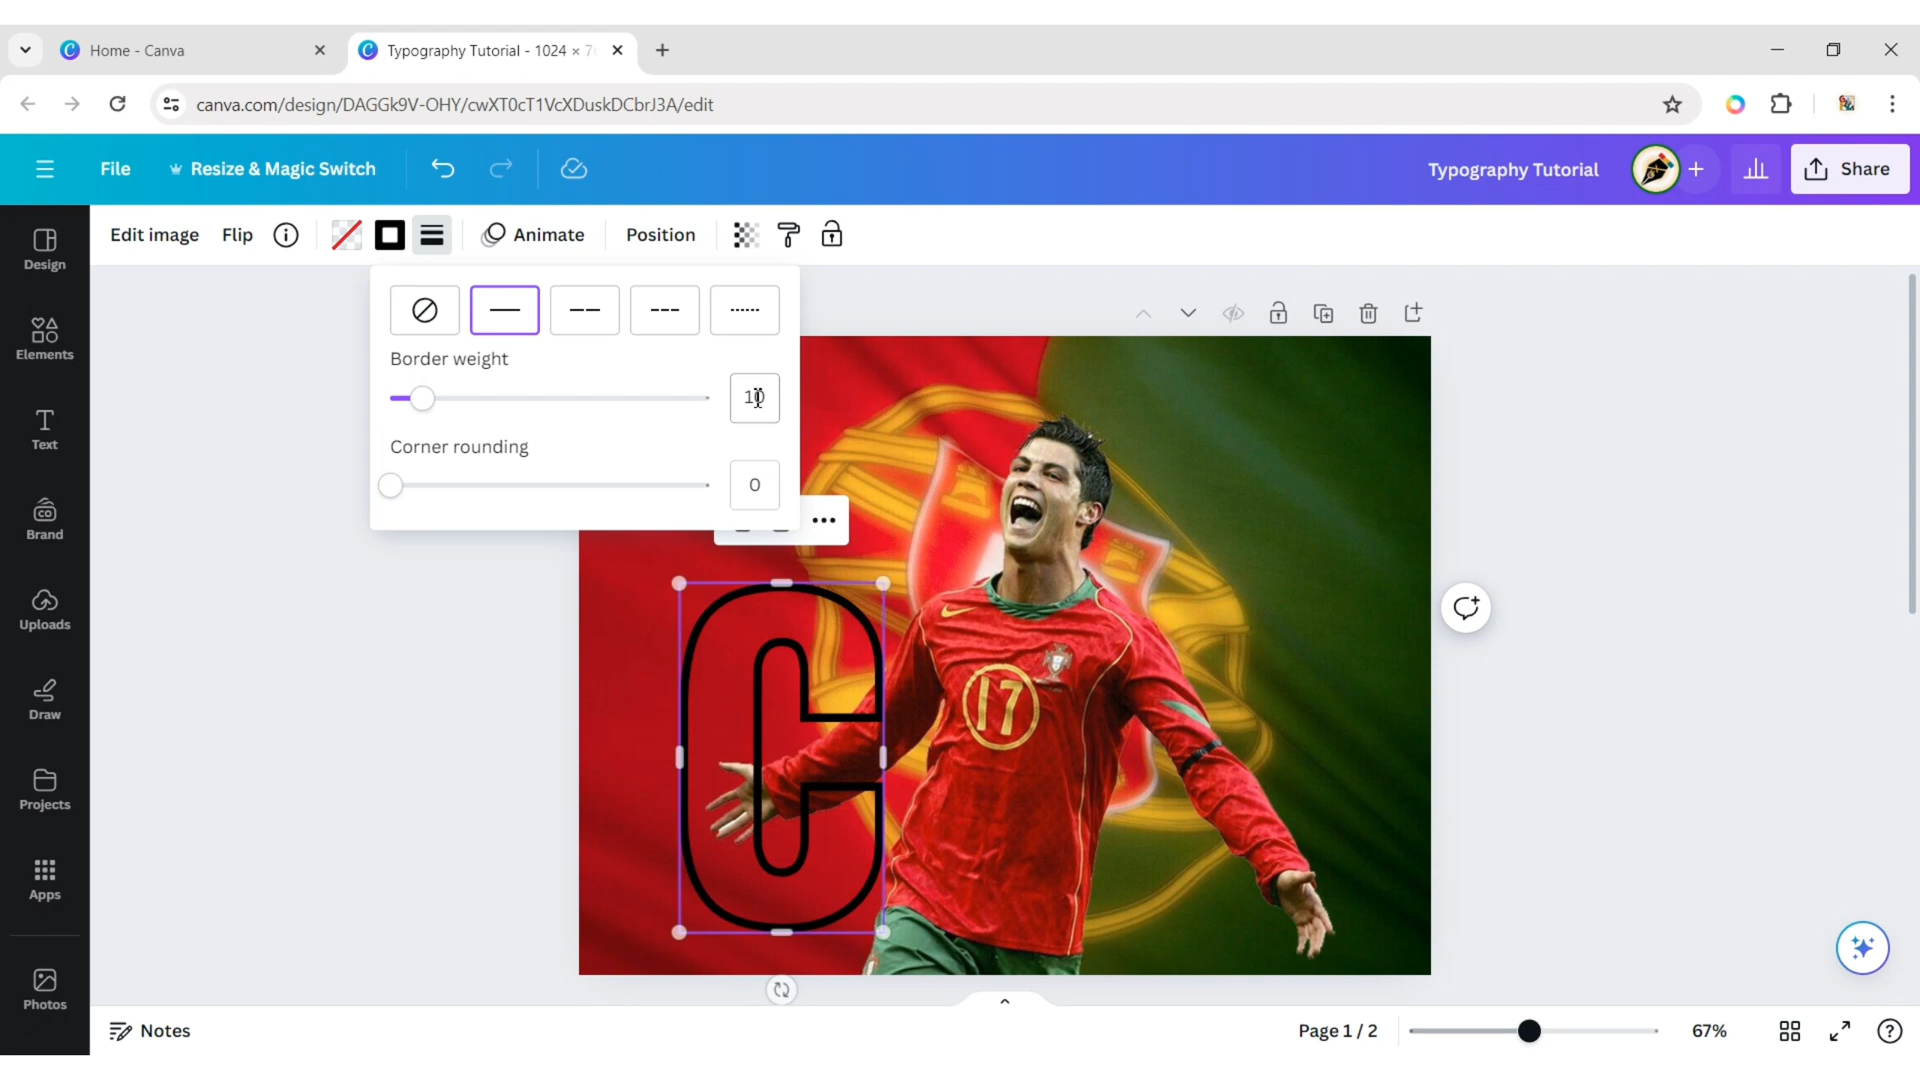 Home - Canva
Typography Tutorial - 1024 × 7
canva.com/design/DAGGk9V-OHY/cwXT0cT1VcXDuskDCbrJ3A/edit
File
Resize & Magic Switch
Typography Tutorial
Share
Edit image
Flip
Animate
Position
Design
Elements
Text
Brand
Uploads
Draw
Projects
Apps
Photos
Border weight
10
Corner rounding
0
C
17
Notes
Page 1 / 2
67%